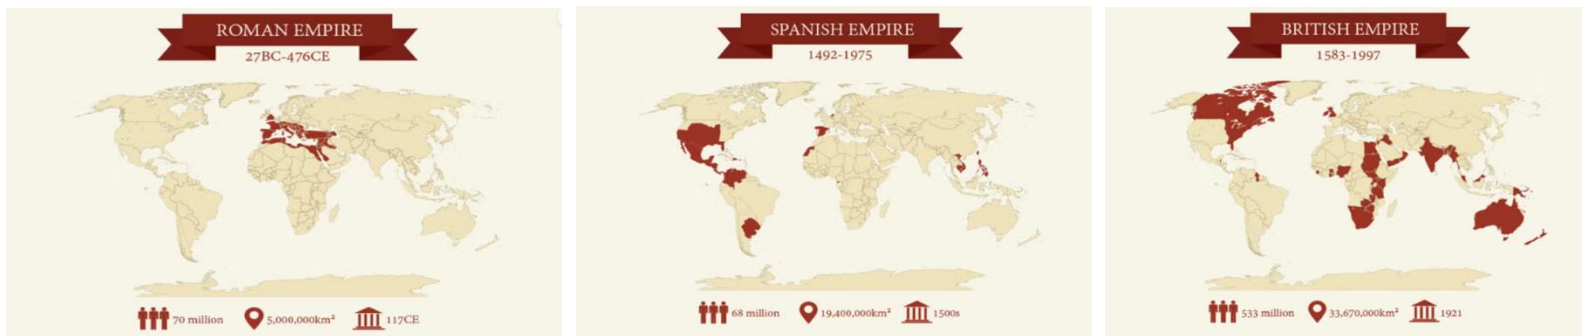 ROMAN EMPIRE
27BC-476CE
70 million 5,000,000km² 117CE
SPANISH EMPIRE
1492-1975
68 million 19,400,000km² 1500s
BRITISH EMPIRE
1583-1997
533 million 33,670,000km² 1921